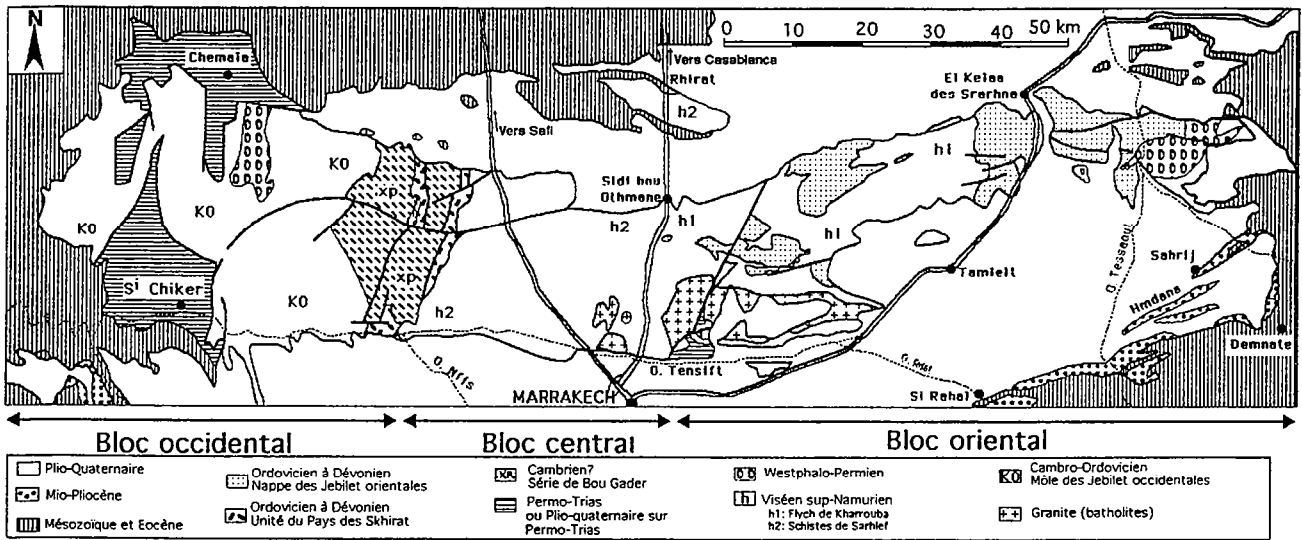 N
0 10 20 30 40 50 km
Chemaia
Vers Casablanca
Rhirat
El Kelaa
des Srarhna
h2
Vers Safi
K0
h1
xp
Sidi bou
Othmane
K0
K0
h2
h1
h1
O. Tessaout
Sahrij
Tamlelt
Si Chiker
xp
K0
h2
Hmdana
Demnate
O. Nfis
O. Tensift
MARRAKECH
Si Rahal
Bloc occidental
Bloc central
Bloc oriental
Plio-Quaternaire
Mio-Pliocène
Mésozoïque et Eocène
Ordovicien à Dévonien
Nappe des Jebilet orientales
Ordovicien à Dévonien
Unité du Pays des Skhirat
xp Cambrien?
Série de Bou Gader
Permo-Trias
ou Plio-quaternaire sur
Permo-Trias
Westphalo-Permien
h Viséen sup-Namurien
h1: Flych de Kharrouba
h2: Schistes de Sarhlef
K0 Cambro-Ordovicien
Môle des Jebilet occidentales
Granite (batholites)